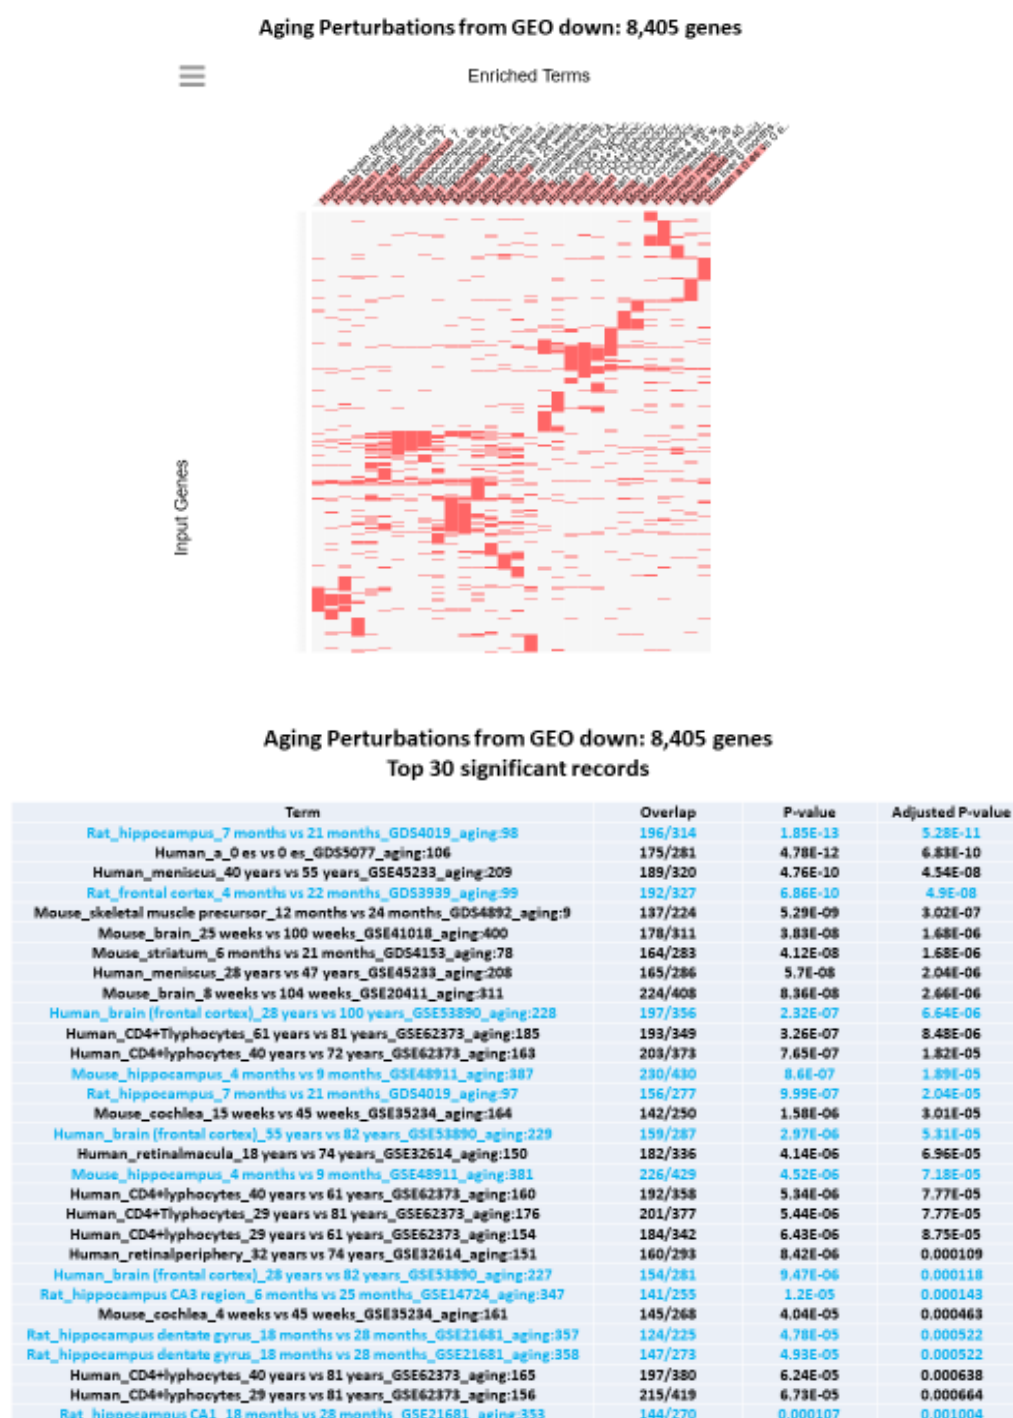 Aging Perturbations from GEO down: 8,405 genes
Enriched Terms
Input Genes
Aging Perturbations from GEO down: 8,405 genes
Top 30 significant records
Term Overlap P-value Adjusted P-value
Rat_hippocampus_7 months vs 21 months_GDS4019_aging:98 196/314 1.85E-13 5.28E-11
Human_a_0 es vs 0 es_GDS5077_aging:106 175/281 4.78E-12 6.83E-10
Human_meniscus_40 years vs 55 years_GSE45233_aging:209 189/320 4.76E-10 4.54E-08
Rat_frontal cortex_4 months vs 22 months_GDS3939_aging:99 192/327 6.86E-10 4.9E-08
Mouse_skeletal muscle precursor_12 months vs 24 months_GDS4892_aging:9 137/224 5.29E-09 3.02E-07
Mouse_brain_25 weeks vs 100 weeks_GSE41018_aging:400 178/311 3.83E-08 1.68E-06
Mouse_striatum_6 months vs 21 months_GDS4153_aging:78 164/283 4.12E-08 1.68E-06
Human_meniscus_28 years vs 47 years_GSE45233_aging:208 165/286 5.7E-08 2.04E-06
Mouse_brain_8 weeks vs 104 weeks_GSE20411_aging:311 224/408 8.36E-08 2.66E-06
Human_brain (frontal cortex)_28 years vs 100 years_GSE53890_aging:228 197/356 2.32E-07 6.64E-06
Human_CD4+Tlyphocytes_61 years vs 81 years_GSE62373_aging:185 193/349 3.26E-07 8.48E-06
Human_CD4+lyphocytes_40 years vs 72 years_GSE62373_aging:163 203/373 7.65E-07 1.82E-05
Mouse_hippocampus_4 months vs 9 months_GSE48911_aging:387 230/430 8.6E-07 1.89E-05
Rat_hippocampus_7 months vs 21 months_GDS4019_aging:97 156/277 9.99E-07 2.04E-05
Mouse_cochlea_15 weeks vs 45 weeks_GSE35234_aging:164 142/250 1.58E-06 3.01E-05
Human_brain (frontal cortex)_55 years vs 82 years_GSE53890_aging:229 159/287 2.97E-06 5.31E-05
Human_retinalmacula_18 years vs 74 years_GSE32614_aging:150 182/336 4.14E-06 6.96E-05
Mouse_hippocampus_4 months vs 9 months_GSE48911_aging:381 226/429 4.52E-06 7.18E-05
Human_CD4+lyphocytes_40 years vs 61 years_GSE62373_aging:160 192/358 5.34E-06 7.77E-05
Human_CD4+Tlyphocytes_29 years vs 81 years_GSE62373_aging:176 201/377 5.44E-06 7.77E-05
Human_CD4+lyphocytes_29 years vs 61 years_GSE62373_aging:154 184/342 6.43E-06 8.75E-05
Human_retinalperiphery_32 years vs 74 years_GSE32614_aging:151 160/293 8.42E-06 0.000109
Human_brain (frontal cortex)_28 years vs 82 years_GSE53890_aging:227 154/281 9.47E-06 0.000118
Rat_hippocampus CA3 region_6 months vs 25 months_GSE14724_aging:347 141/255 1.2E-05 0.000143
Mouse_cochlea_4 weeks vs 45 weeks_GSE35234_aging:161 145/268 4.04E-05 0.000463
Rat_hippocampus dentate gyrus_18 months vs 28 months_GSE21681_aging:357 124/225 4.78E-05 0.000522
Rat_hippocampus dentate gyrus_18 months vs 28 months_GSE21681_aging:358 147/273 4.93E-05 0.000522
Human_CD4+lyphocytes_40 years vs 81 years_GSE62373_aging:165 197/380 6.24E-05 0.000638
Human_CD4+lyphocytes_29 years vs 81 years_GSE62373_aging:156 215/419 6.73E-05 0.000664
Rat_hippocampus CA1_18 months vs 28 months_GSE21681_aging:353 144/270 0.000107 0.001004